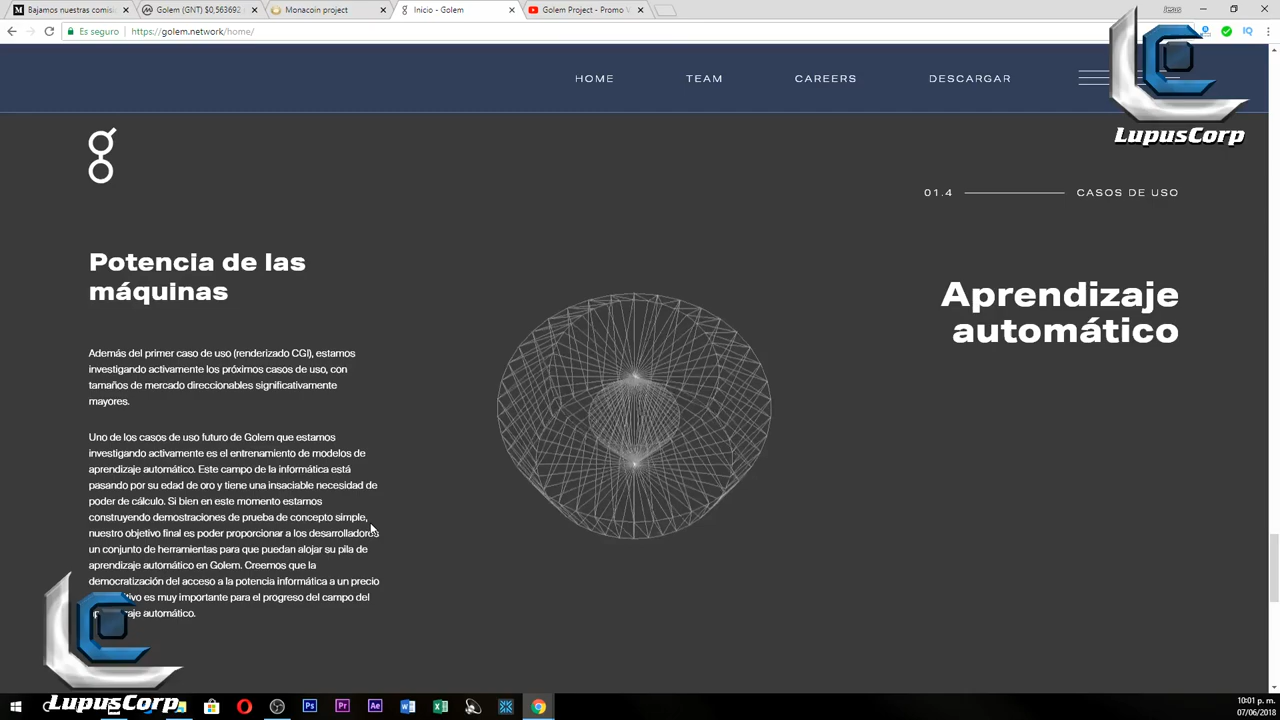 Bajamos nuestras comisi
Golem (GNT) $0,563692
Monacoin project
Inicio - Golem
Golem Project - Promo V
Jesus
Es seguro
https://golem.network/home/
HOME
TEAM
CAREERS
DESCARGAR
LupusCorp
01.4
CASOS DE USO
Potencia de las
máquinas
Aprendizaje
automático
Además del primer caso de uso (renderizado CGI), estamos
investigando activamente los próximos casos de uso, con
tamaños de mercado direccionables significativamente
mayores.
Uno de los casos de uso futuro de Golem que estamos
investigando activamente es el entrenamiento de modelos de
aprendizaje automático. Este campo de la informática está
pasando por su edad de oro y tiene una insaciable necesidad de
poder de cálculo. Si bien en este momento estamos
construyendo demostraciones de prueba de concepto simple,
nuestro objetivo final es poder proporcionar a los desarrolladores
un conjunto de herramientas para que puedan alojar su pila de
aprendizaje automático en Golem. Creemos que la
democratización del acceso a la potencia informática a un precio
es muy importante para el progreso del campo del
automático.
LupusCorp
10:01 p. m.
07/06/2018